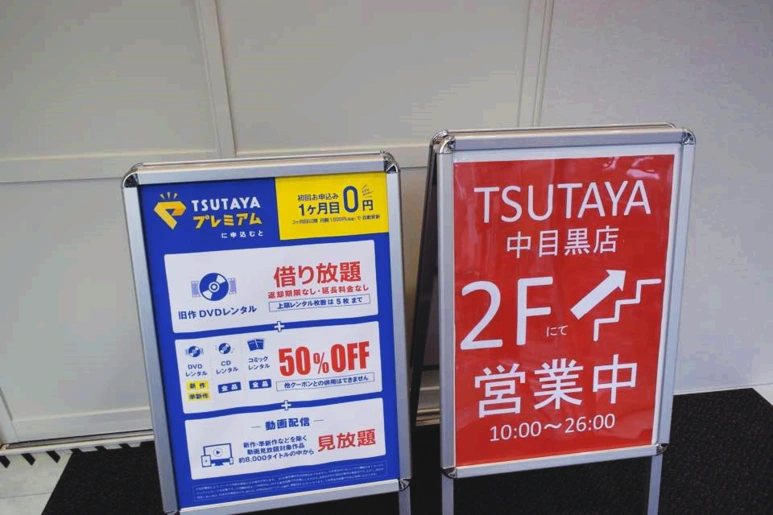 TSUTAYA
プレミアム
に申込むと
初回お申込み
1ヶ月目0円
借り放題
返却期限なし・延長料金なし
上限レンタル枚数は5枚まで
旧作DVDレンタル
+
DVD
レンタル
新作
準新作
CD
レンタル
全品
コミック
レンタル
全品
50%OFF
他クーポンとの併用はできません
+
動画配信
新作・準新作などを除く
動画見放題対象作品
約8,000タイトルの中から
見放題
TSUTAYA
中目黒店
2Fにて
営業中
10:00〜26:00